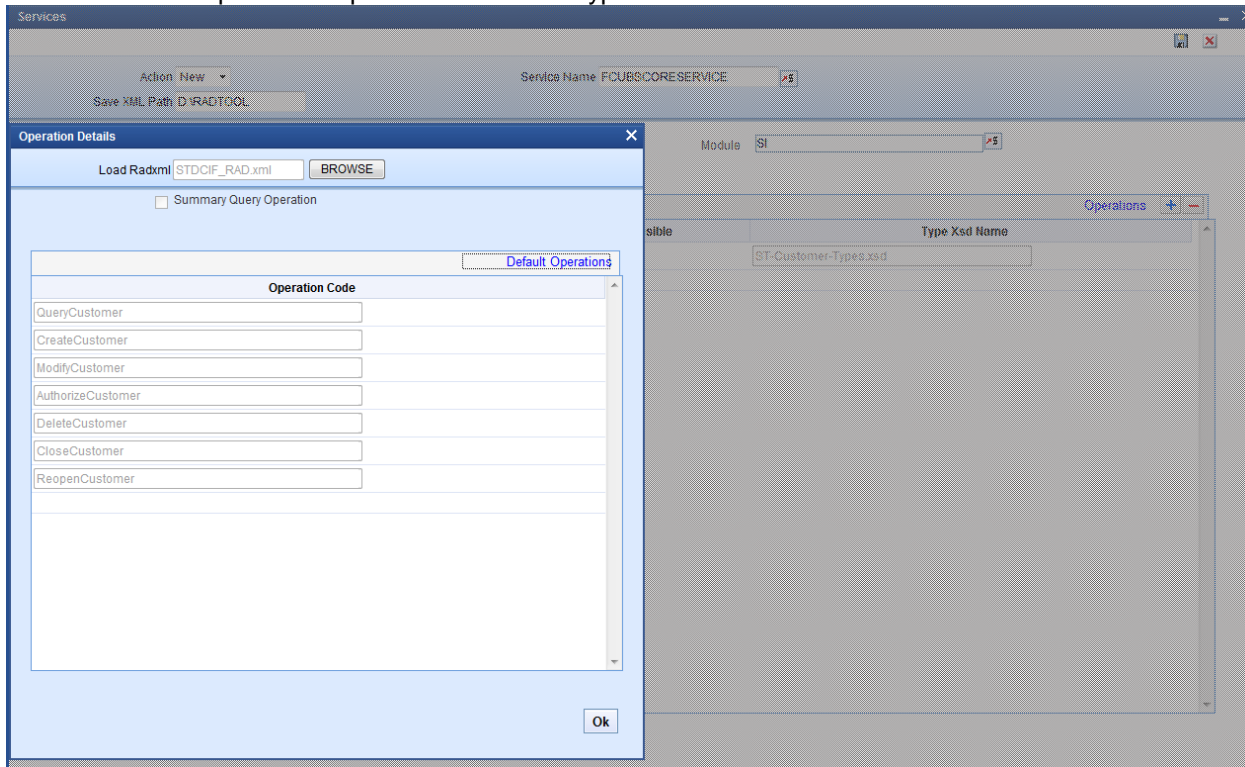 Services
Action New
Service Name FCUBSCORESERVICE
Save XML Path D:\RADTOOL
Operation Details
Module SI
Load Radxml STDCIF_RAD.xml BROWSE
Summary Query Operation
Operations + −
sible Type Xsd Name
Default Operations
ST-Customer-Types.xsd
Operation Code
QueryCustomer
CreateCustomer
ModifyCustomer
AuthorizeCustomer
DeleteCustomer
CloseCustomer
ReopenCustomer
Ok